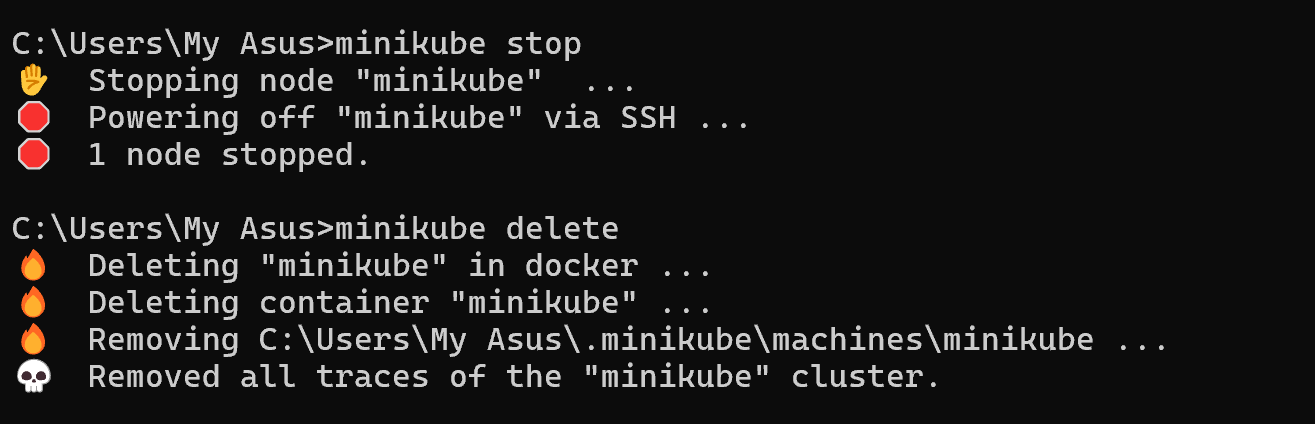 C:\Users\My Asus>minikube stop
✋  Stopping node "minikube"  ...
🛑  Powering off "minikube" via SSH ...
🛑  1 node stopped.

C:\Users\My Asus>minikube delete
🔥  Deleting "minikube" in docker ...
🔥  Deleting container "minikube" ...
🔥  Removing C:\Users\My Asus\.minikube\machines\minikube ...
💀  Removed all traces of the "minikube" cluster.